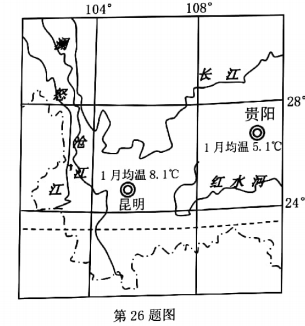 104°
108°
澜
长江
28°
怒
贵阳
沧
1月均温 5.1℃
江
1月均温 8.1℃
昆明
红水河
江
24°
第26题图